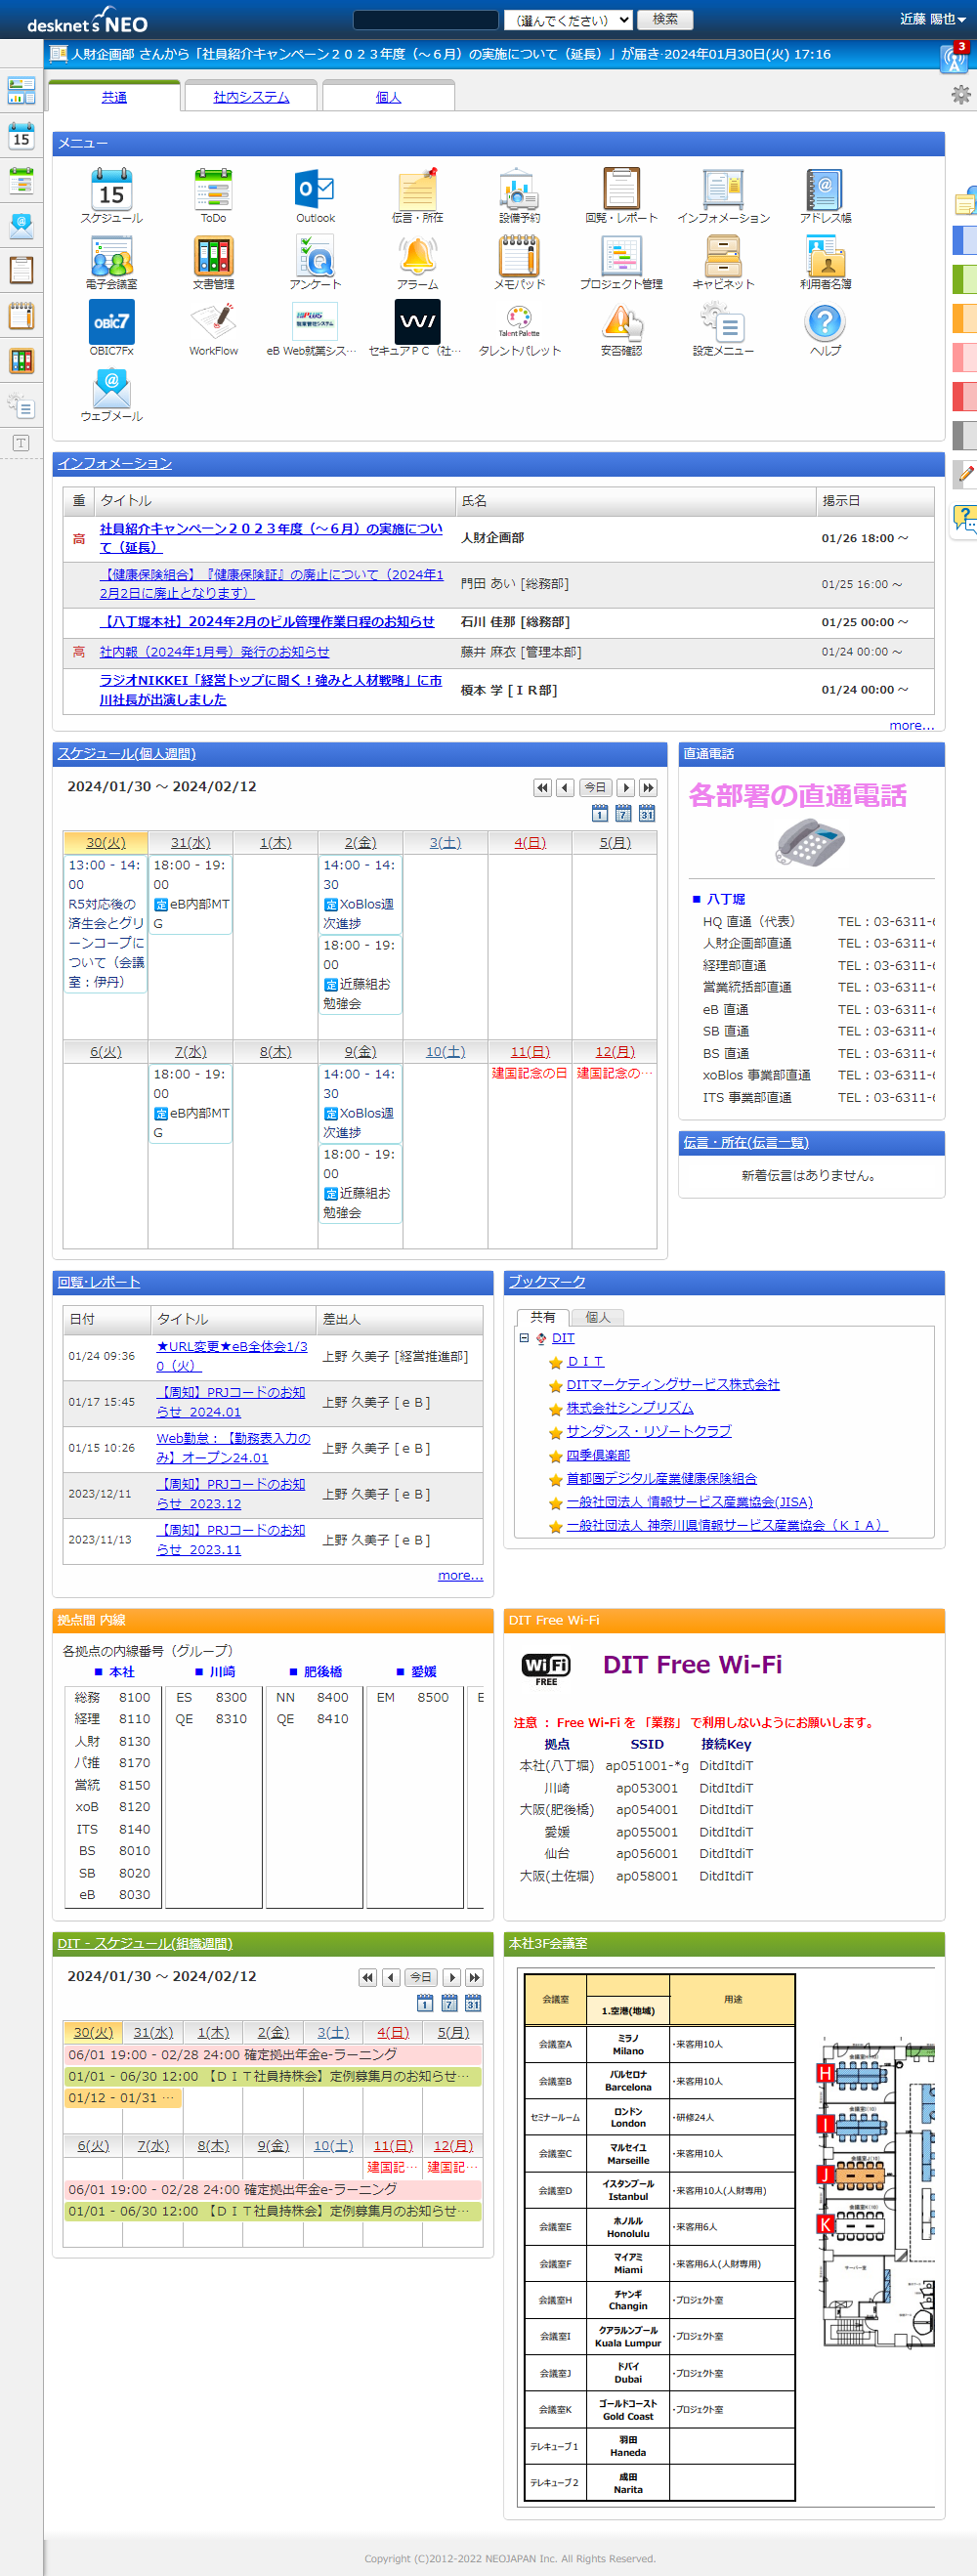 desknet's NEO
(選んでください)
検索
近藤 陽也
人財企画部 さんから「社員紹介キャンペーン２０２３年度（～６月）の実施について（延長）」が届き-2024年01月30日(火) 17:16
3
共通
社内システム
個人
メニュー
15
スケジュール
ToDo
Outlook
伝言・所在
設備予約
回覧・レポート
インフォメーション
アドレス帳
電子会議室
文書管理
アンケート
アラーム
メモパッド
プロジェクト管理
キャビネット
利用者名簿
OBIC7
OBIC7Fx
WorkFlow
eB Web就業シス…
セキュアＰＣ（社…
Talent Palette
タレントパレット
安否確認
設定メニュー
ヘルプ
ウェブメール
インフォメーション
重 タイトル 氏名 掲示日
高 社員紹介キャンペーン２０２３年度（～６月）の実施につい
て（延長） 人財企画部 01/26 18:00 ～
【健康保険組合】『健康保険証』の廃止について（2024年1
2月2日に廃止となります） 門田 あい [総務部] 01/25 16:00 ～
【八丁堀本社】2024年2月のビル管理作業日程のお知らせ 石川 佳那 [総務部] 01/25 00:00 ～
高 社内報（2024年1月号）発行のお知らせ 藤井 麻衣 [管理本部] 01/24 00:00 ～
ラジオNIKKEI「経営トップに聞く！強みと人材戦略」に市
川社長が出演しました 榎本 学 [ＩＲ部] 01/24 00:00 ～
more...
スケジュール(個人週間)
2024/01/30 ～ 2024/02/12
今日
1 7 31
30(火) 31(水) 1(木) 2(金) 3(土) 4(日) 5(月)
13:00 - 14:
00
R5対応後の
済生会とグリ
ーンコープに
ついて（会議
室：伊丹）
18:00 - 19:
00
定eB内部MT
G
14:00 - 14:
30
定XoBlos週
次進捗
18:00 - 19:
00
定近藤組お
勉強会
6(火) 7(水) 8(木) 9(金) 10(土) 11(日) 12(月)
18:00 - 19:
00
定eB内部MT
G
14:00 - 14:
30
定XoBlos週
次進捗
18:00 - 19:
00
定近藤組お
勉強会
建国記念の日
建国記念の…
直通電話
各部署の直通電話
■ 八丁堀
HQ 直通（代表） TEL：03-6311-6
人財企画部直通 TEL：03-6311-6
経理部直通 TEL：03-6311-6
営業統括部直通 TEL：03-6311-6
eB 直通 TEL：03-6311-6
SB 直通 TEL：03-6311-6
BS 直通 TEL：03-6311-6
xoBlos 事業部直通 TEL：03-6311-6
ITS 事業部直通 TEL：03-6311-6
伝言・所在(伝言一覧)
新着伝言はありません。
回覧・レポート
日付 タイトル 差出人
01/24 09:36 ★URL変更★eB全体会1/3
0（火） 上野 久美子 [経営推進部]
01/17 15:45 【周知】PRJコードのお知
らせ_2024.01 上野 久美子 [ｅＢ]
01/15 10:26 Web勤怠：【勤務表入力の
み】オープン24.01 上野 久美子 [ｅＢ]
2023/12/11 【周知】PRJコードのお知
らせ_2023.12 上野 久美子 [ｅＢ]
2023/11/13 【周知】PRJコードのお知
らせ_2023.11 上野 久美子 [ｅＢ]
more...
ブックマーク
共有 個人
DIT
ＤＩＴ
DITマーケティングサービス株式会社
株式会社シンプリズム
サンダンス・リゾートクラブ
四季倶楽部
首都圏デジタル産業健康保険組合
一般社団法人 情報サービス産業協会(JISA)
一般社団法人 神奈川県情報サービス産業協会（ＫＩＡ）
拠点間 内線
各拠点の内線番号（グループ）
■ 本社 ■ 川崎 ■ 肥後橋 ■ 愛媛
総務 8100 ES 8300 NN 8400 EM 8500 E
経理 8110 QE 8310 QE 8410
人財 8130
パ推 8170
営統 8150
xoB 8120
ITS 8140
BS 8010
SB 8020
eB 8030
DIT Free Wi-Fi
WiFi FREE
DIT Free Wi-Fi
注意 ： Free Wi-Fi を 「業務」 で利用しないようにお願いします。
拠点 SSID 接続Key
本社(八丁堀) ap051001-*g DitdItdiT
川崎 ap053001 DitdItdiT
大阪(肥後橋) ap054001 DitdItdiT
愛媛 ap055001 DitdItdiT
仙台 ap056001 DitdItdiT
大阪(土佐堀) ap058001 DitdItdiT
DIT - スケジュール(組織週間)
2024/01/30 ～ 2024/02/12
今日
1 7 31
30(火) 31(水) 1(木) 2(金) 3(土) 4(日) 5(月)
06/01 19:00 - 02/28 24:00 確定拠出年金e-ラーニング
01/01 - 06/30 12:00 【ＤＩＴ社員持株会】定例募集月のお知らせ…
01/12 - 01/31 …
6(火) 7(水) 8(木) 9(金) 10(土) 11(日) 12(月)
建国記… 建国記…
06/01 19:00 - 02/28 24:00 確定拠出年金e-ラーニング
01/01 - 06/30 12:00 【ＤＩＴ社員持株会】定例募集月のお知らせ…
本社3F会議室
会議室 1.空港(地域) 用途
会議室A ミラノ Milano ・来客用10人
会議室B バルセロナ Barcelona ・来客用10人
セミナールーム ロンドン London ・研修24人
会議室C マルセイユ Marseille ・来客用10人
会議室D イスタンブール Istanbul ・来客用10人(人財専用)
会議室E ホノルル Honolulu ・来客用6人
会議室F マイアミ Miami ・来客用6人(人財専用)
会議室H チャンギ Changin ・プロジェクト室
会議室I クアラルンプール Kuala Lumpur ・プロジェクト室
会議室J ドバイ Dubai ・プロジェクト室
会議室K ゴールドコースト Gold Coast ・プロジェクト室
テレキューブ1 羽田 Haneda
テレキューブ2 成田 Narita
H
I
J
K
サーバー室
Copyright (C)2012-2022 NEOJAPAN Inc. All Rights Reserved.